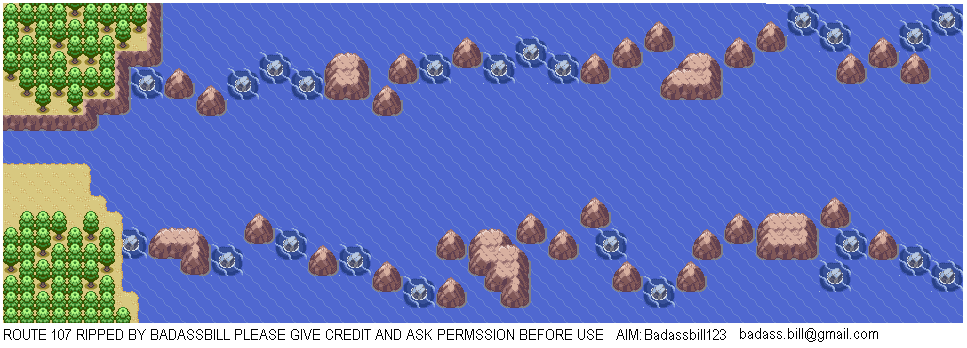 ROUTE 107 RIPPED BY BADASSBILL PLEASE GIVE CREDIT AND ASK PERMSSION BEFORE USE AIM: Badassbill123 badass.bill@gmail.com